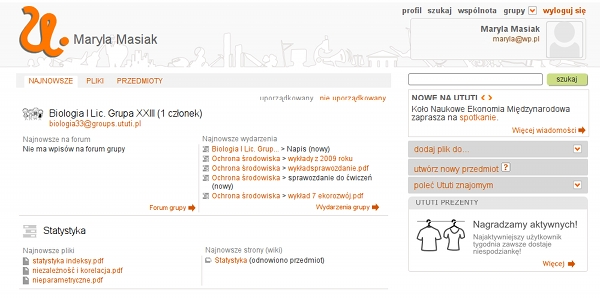 profil szukaj wspólnota grupy wyloguj się
u.
Maryla Masiak
Maryla Masiak
maryla@wp.pl
NAJNOWSZE PLIKI PRZEDMIOTY
szukaj
uporządkowany nie uporządkowany
Biologia I Lic. Grupa XXIII (1 członek)
biologia33@groups.ututi.pl
Najnowsze na forum
Nie ma wpisów na forum grupy
Forum grupy
Najnowsze wydarzenia
Biologia I Lic. Grup... > Napis (nowy)
Ochrona środowiska > wykłady z 2009 roku
Ochrona środowiska > wykładsprawozdanie.pdf
Ochrona środowiska > sprawozdanie do ćwiczeń
(nowy)
Ochrona środowiska > wykład 7 ekorozwój.pdf
Wydarzenia grupy
Statystyka
Najnowsze pliki
statystyka indeksy.pdf
niezależność i korelacja.pdf
nieparametryczne.pdf
Najnowsze strony (wiki)
Statystyka (odnowiono przedmiot)
NOWE NA UTUTI
Koło Naukowe Ekonomia Międzynarodowa
zaprasza na spotkanie.
Więcej wiadomości
dodaj plik do...
utwórz nowy przedmiot ?
poleć Ututi znajomym
UTUTI PREZENTY
Nagradzamy aktywnych!
Najaktywniejszy użytkownik
tygodnia zawsze dostaje
niespodziankę!
Więcej